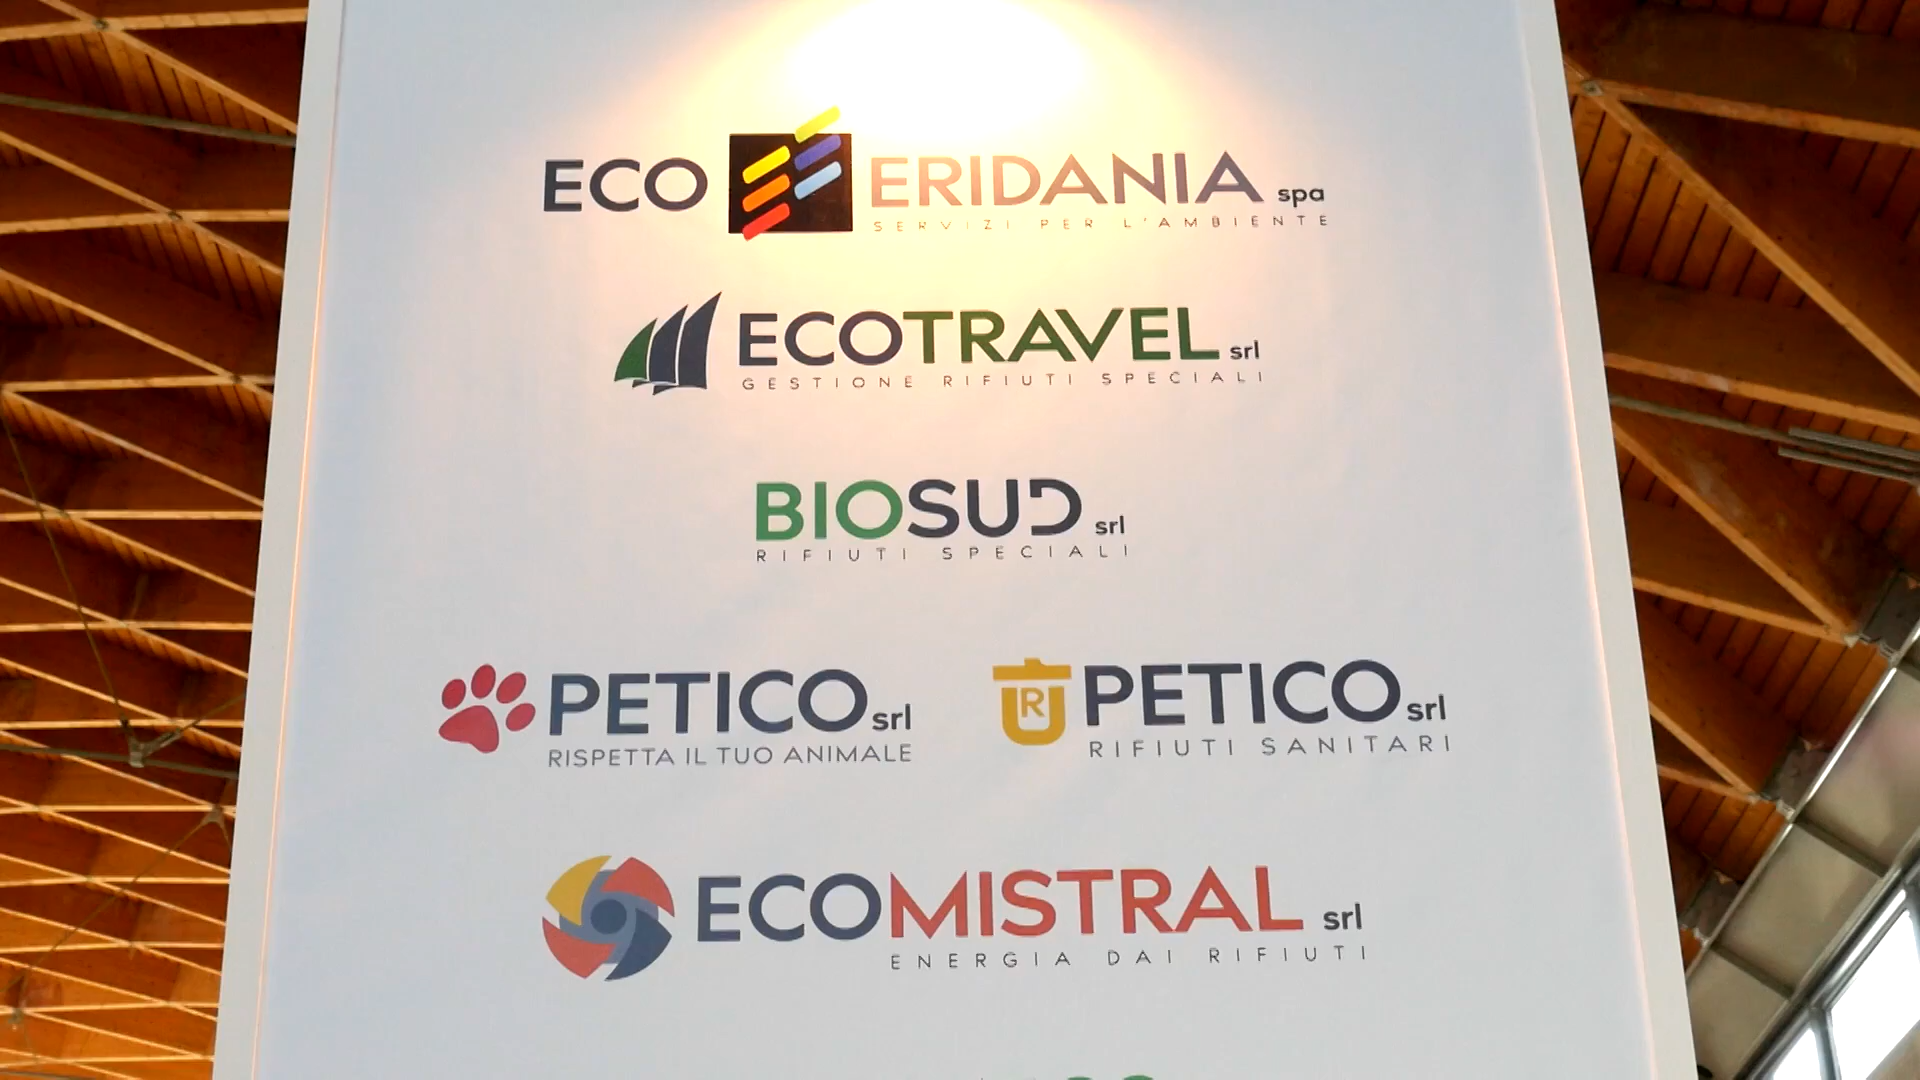 ECO ERIDANIA spa
SERVIZI PER L'AMBIENTE
ECOTRAVEL srl
GESTIONE RIFIUTI SPECIALI
BIOSUD srl
RIFIUTI SPECIALI
PETICO srl
RISPETTA IL TUO ANIMALE
R PETICO srl
RIFIUTI SANITARI
ECOMISTRAL srl
ENERGIA DAI RIFIUTI